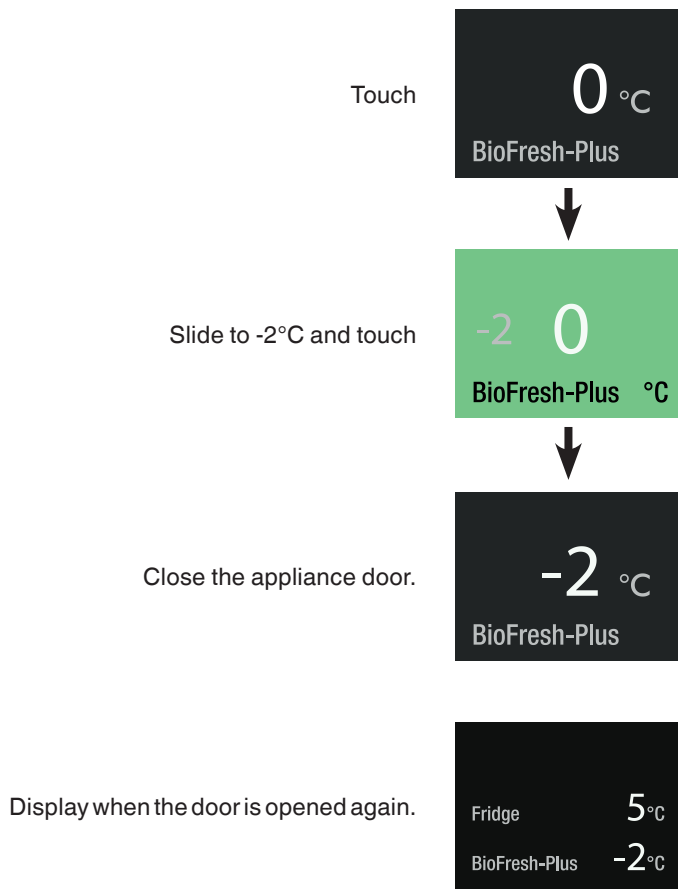 Touch
0 °C
BioFresh-Plus
Slide to -2°C and touch
-2 0
BioFresh-Plus °C
Close the appliance door.
-2 °C
BioFresh-Plus
Display when the door is opened again.
Fridge 5°C
BioFresh-Plus -2°C